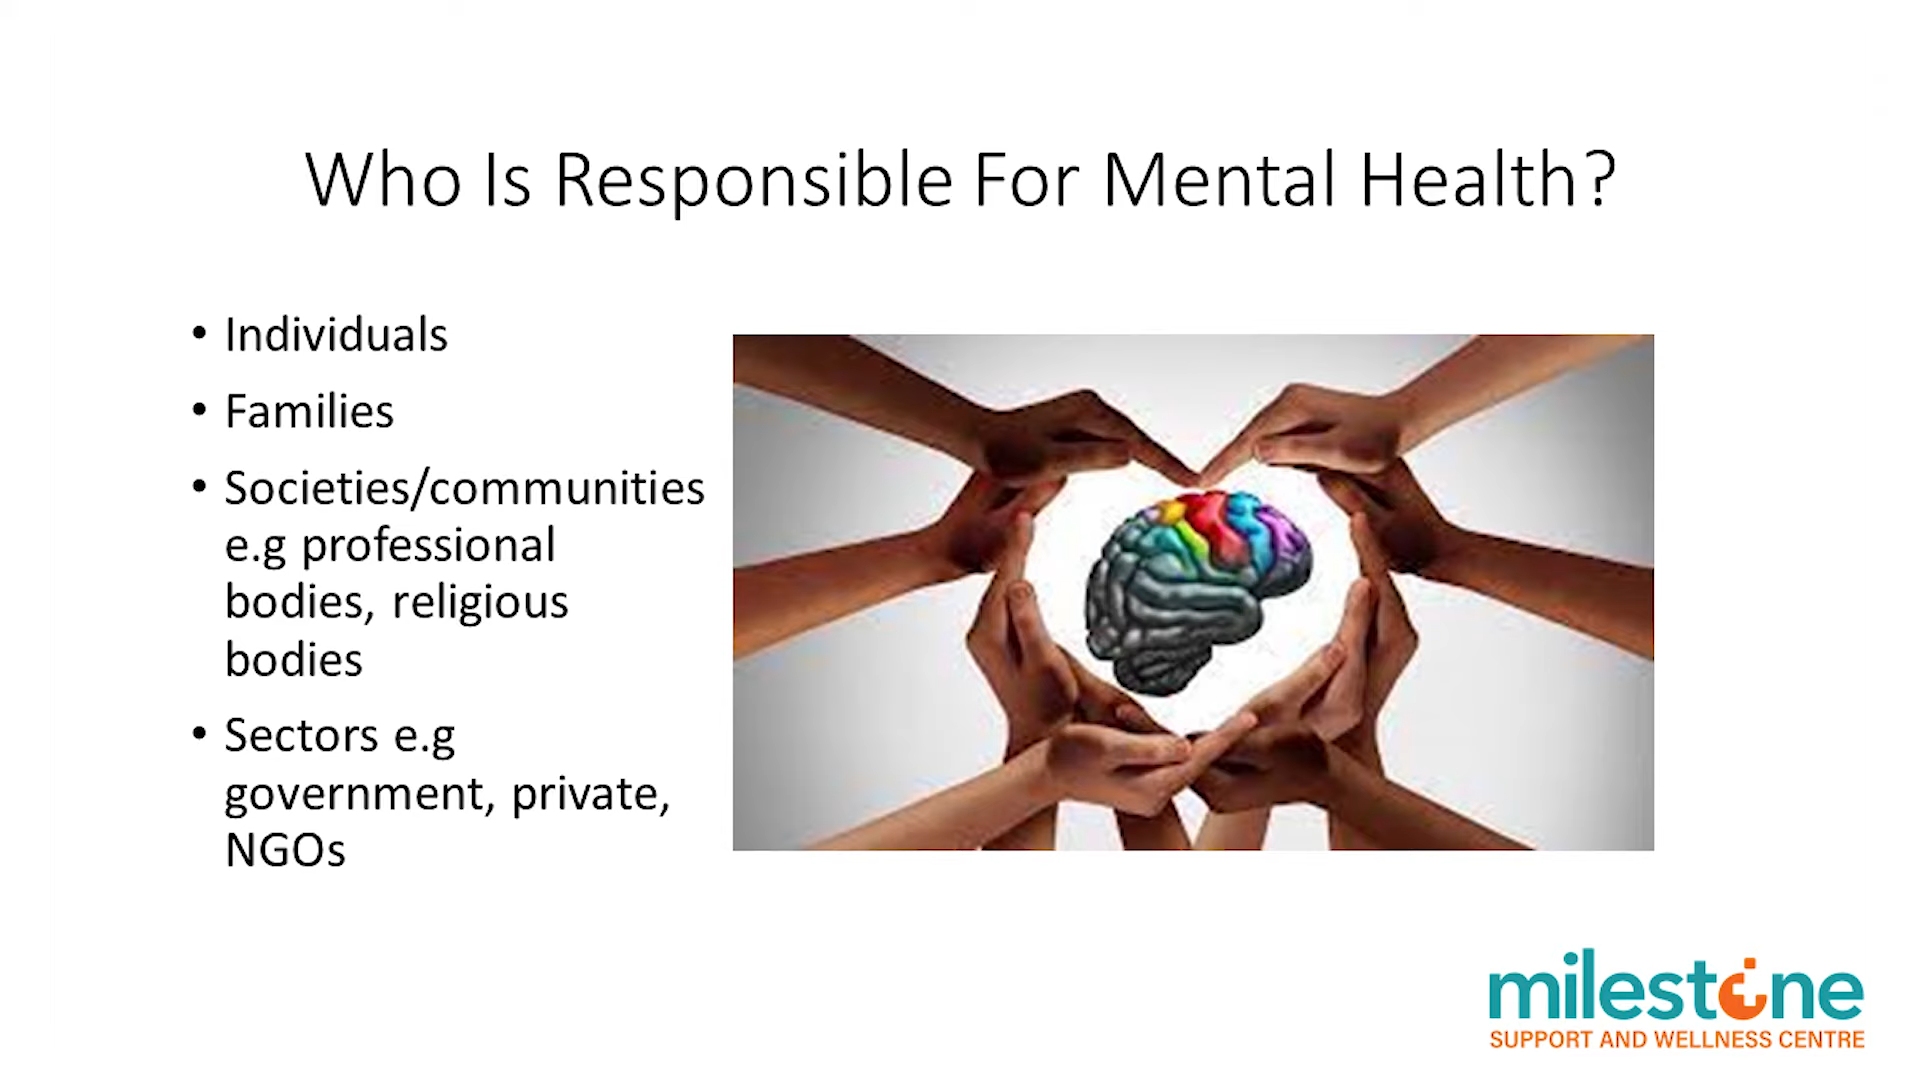 Who Is Responsible For Mental Health?
• Individuals
• Families
• Societies/communities
e.g professional
bodies, religious
bodies
• Sectors e.g
government, private,
NGOs
milestone
SUPPORT AND WELLNESS CENTRE